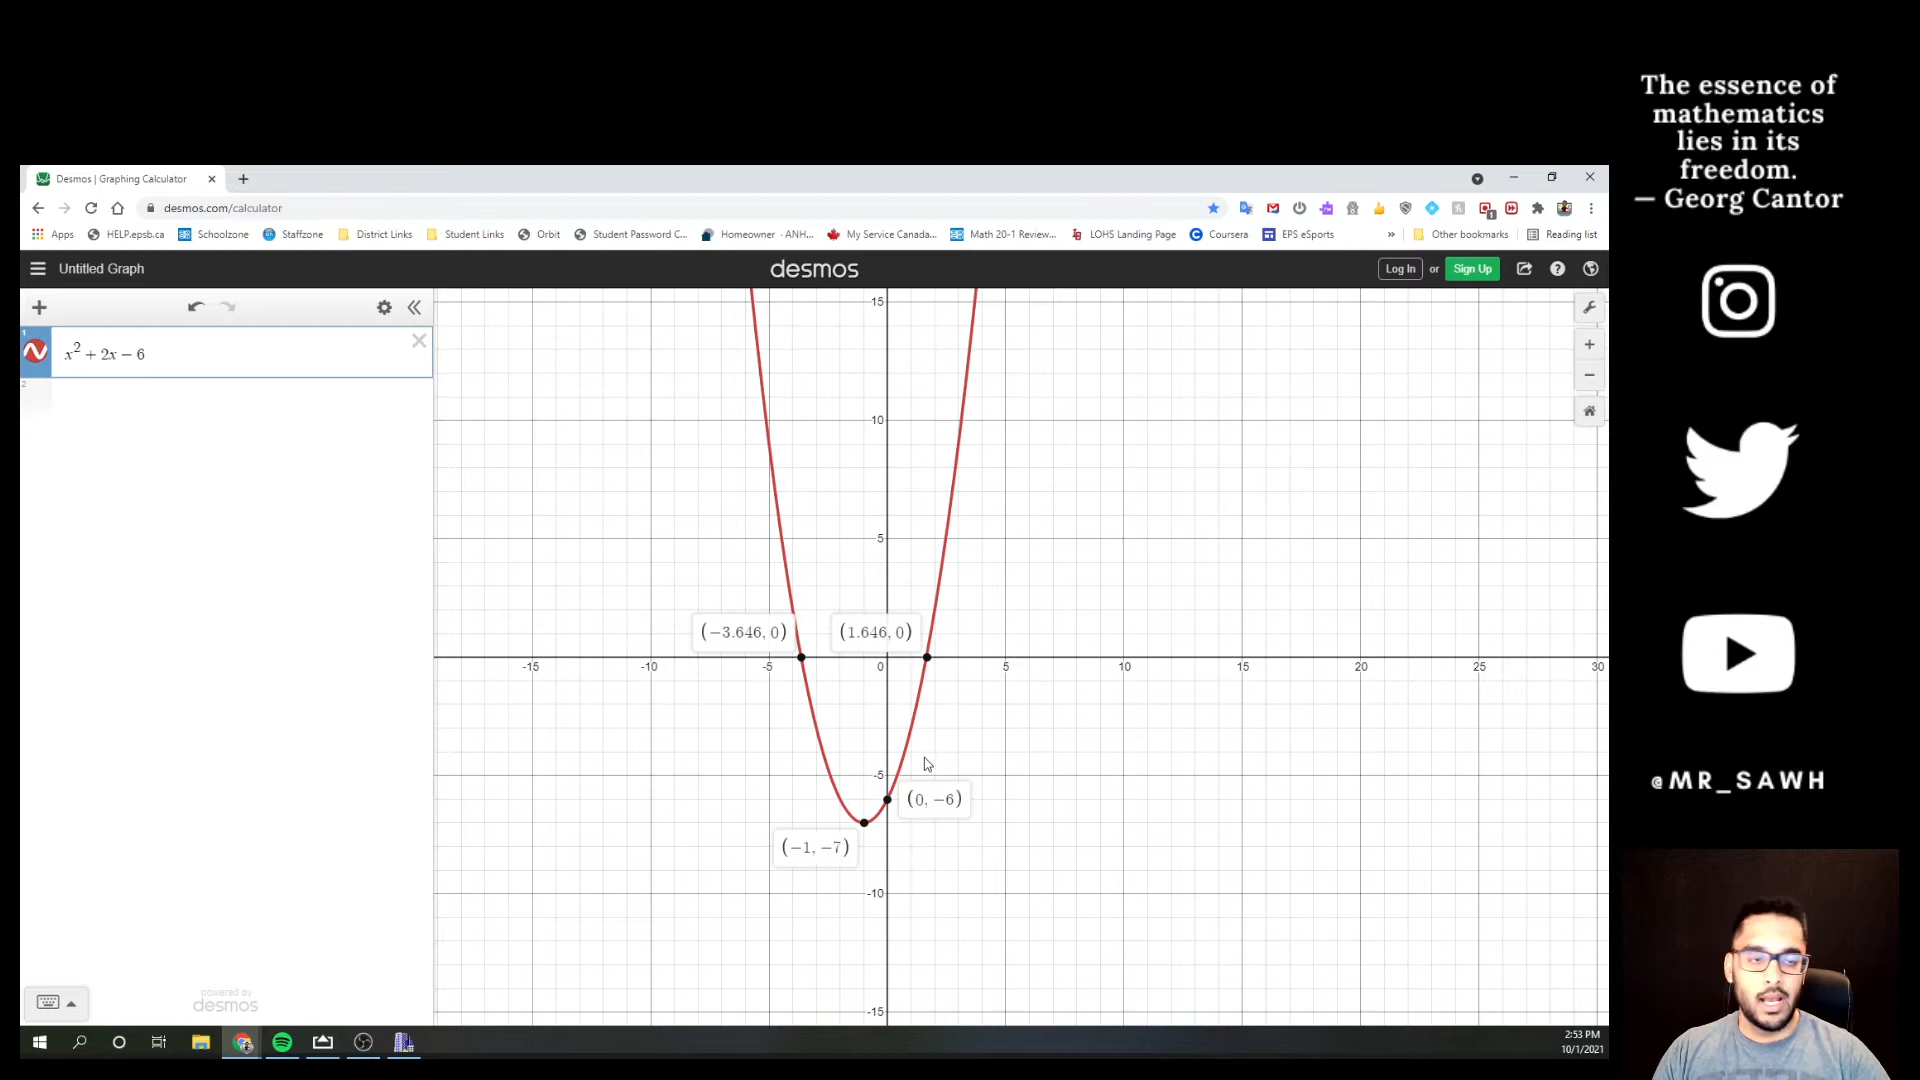 The essence of
mathematics
lies in its
freedom.
— Georg Cantor
Desmos | Graphing Calculator
desmos.com/calculator
Apps HELP.epsb.ca Schoolzone Staffzone District Links Student Links Orbit Student Password C... Homeowner - ANH... My Service Canada... Math 20-1 Review... LOHS Landing Page Coursera EPS eSports » Other bookmarks Reading list
Untitled Graph desmos Log In or Sign Up
1
x² + 2x − 6
2
15
10
5
(−3.646, 0) (1.646, 0)
-15 -10 -5 0 5 10 15 20 25 30
-5
(0, −6)
(−1, −7)
-10
-15
powered by
desmos
2:53 PM
10/1/2021
@MR_SAWH